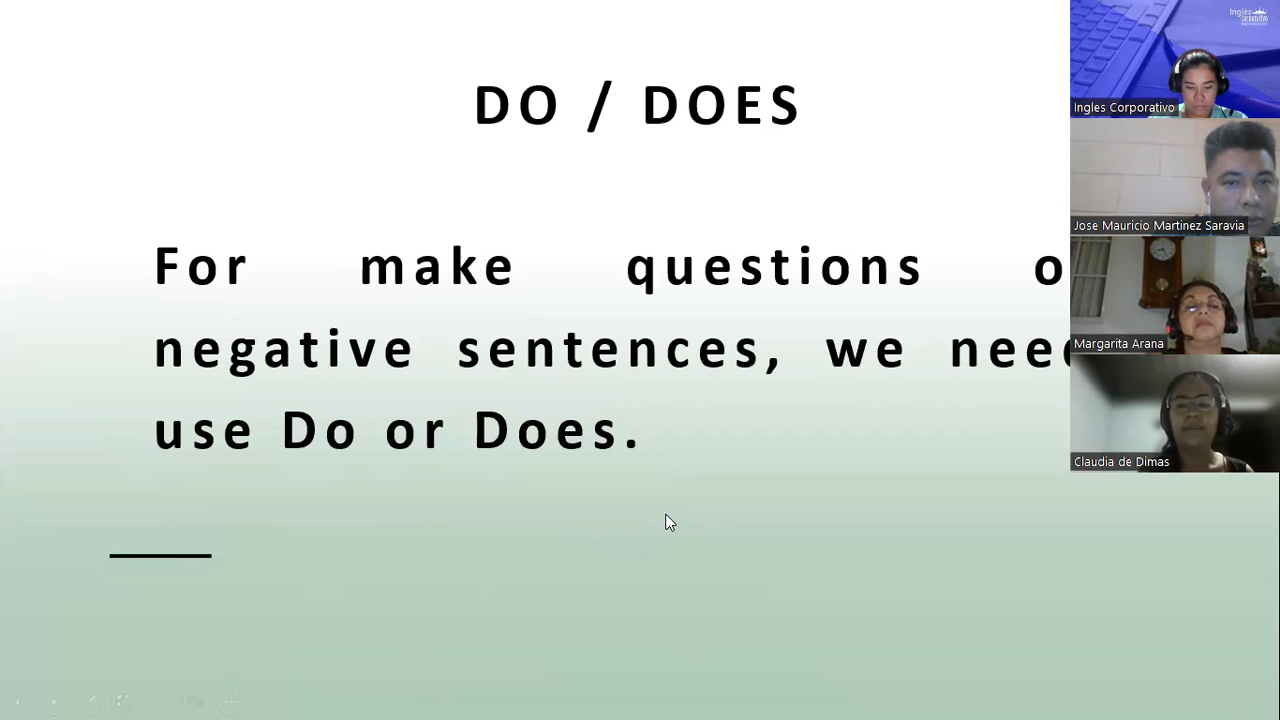 DO / DOES
For make questions
negative sentences, we
use Do or Does.
Ingles Corporativo
Jose Mauricio Martinez Saravia
Margarita Arana
Claudia de Dimas